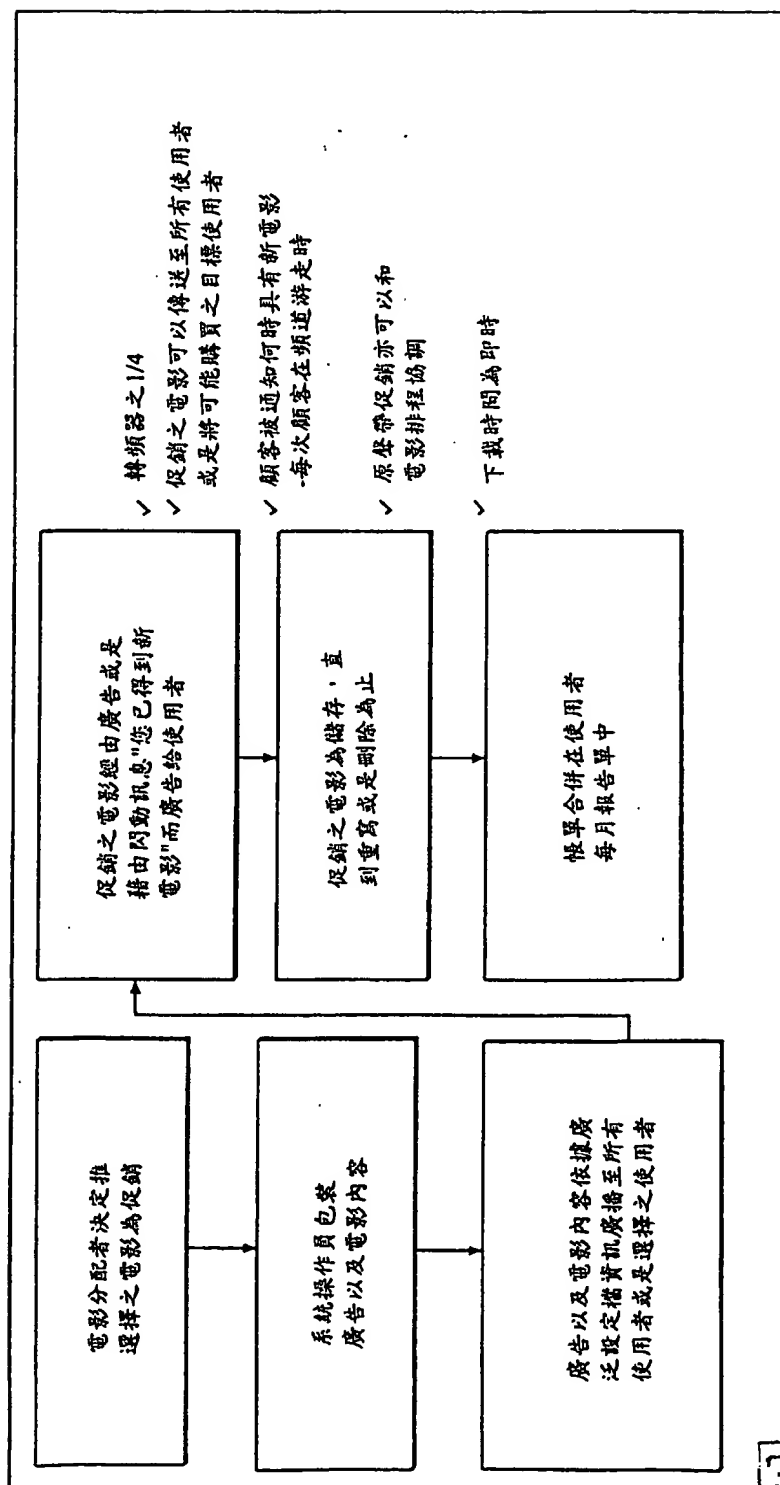 電影分配者決定推
選擇之電影為促銷
系統操作員包裝
廣告以及電影內容
廣告以及電影內容依據廣
泛設定檔資訊廣播至所有
使用者或是選擇之使用者
促銷之電影經由廣告或是
藉由閃動訊息"您已得到新
電影"而廣告給使用者
促銷之電影為儲存，直
到重寫或是刪除為止
帳單合併在使用者
每月報告單中
✓ 轉頻器之1/4
✓ 促銷之電影可以傳送至所有使用者
或是將可能購買之目標使用者
✓ 顧客被通知何時具有新電影
-每次顧客在頻道游走時
✓ 原聲帶促銷亦可以和
電影排程協調
✓ 下載時間為即時